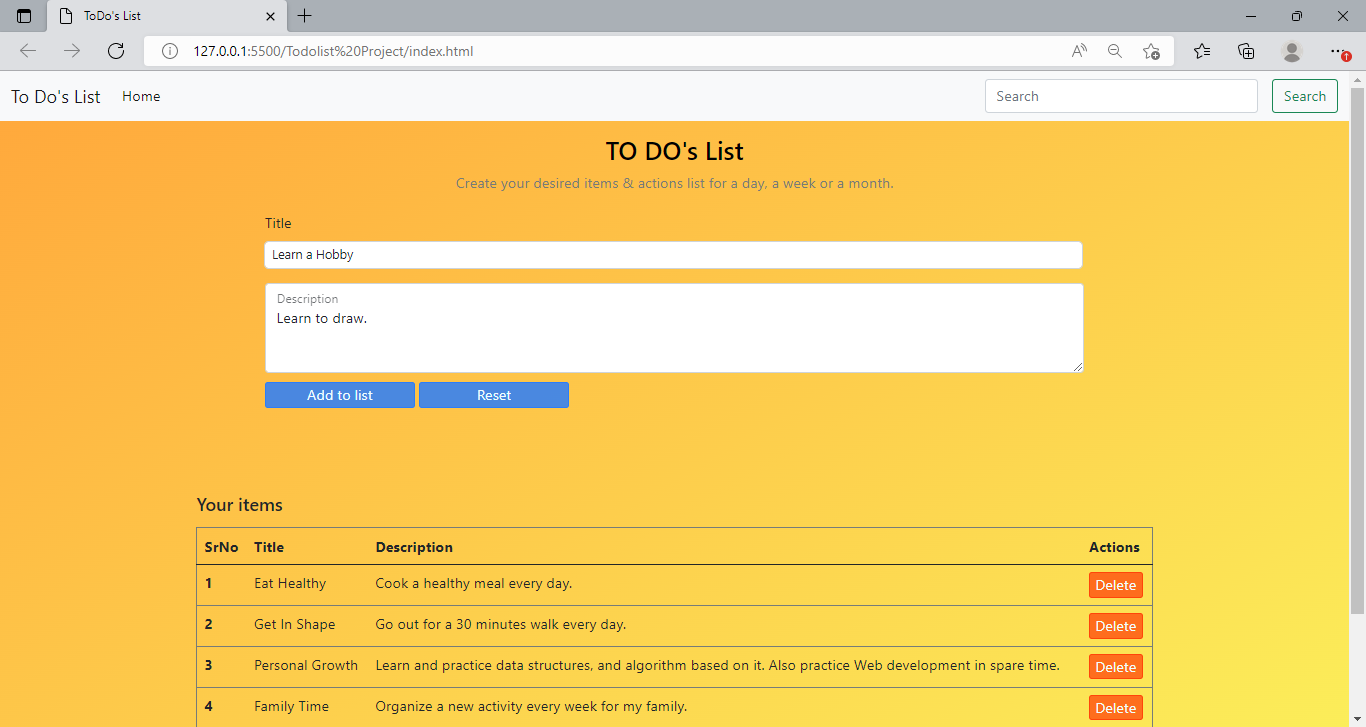 ToDo's List
127.0.0.1:5500/Todolist%20Project/index.html
To Do's List Home Search Search
TO DO's List
Create your desired items & actions list for a day, a week or a month.
Title
Learn a Hobby
Description
Learn to draw.
Add to list Reset
Your items
SrNo Title Description Actions
1 Eat Healthy Cook a healthy meal every day. Delete
2 Get In Shape Go out for a 30 minutes walk every day. Delete
3 Personal Growth Learn and practice data structures, and algorithm based on it. Also practice Web development in spare time. Delete
4 Family Time Organize a new activity every week for my family. Delete